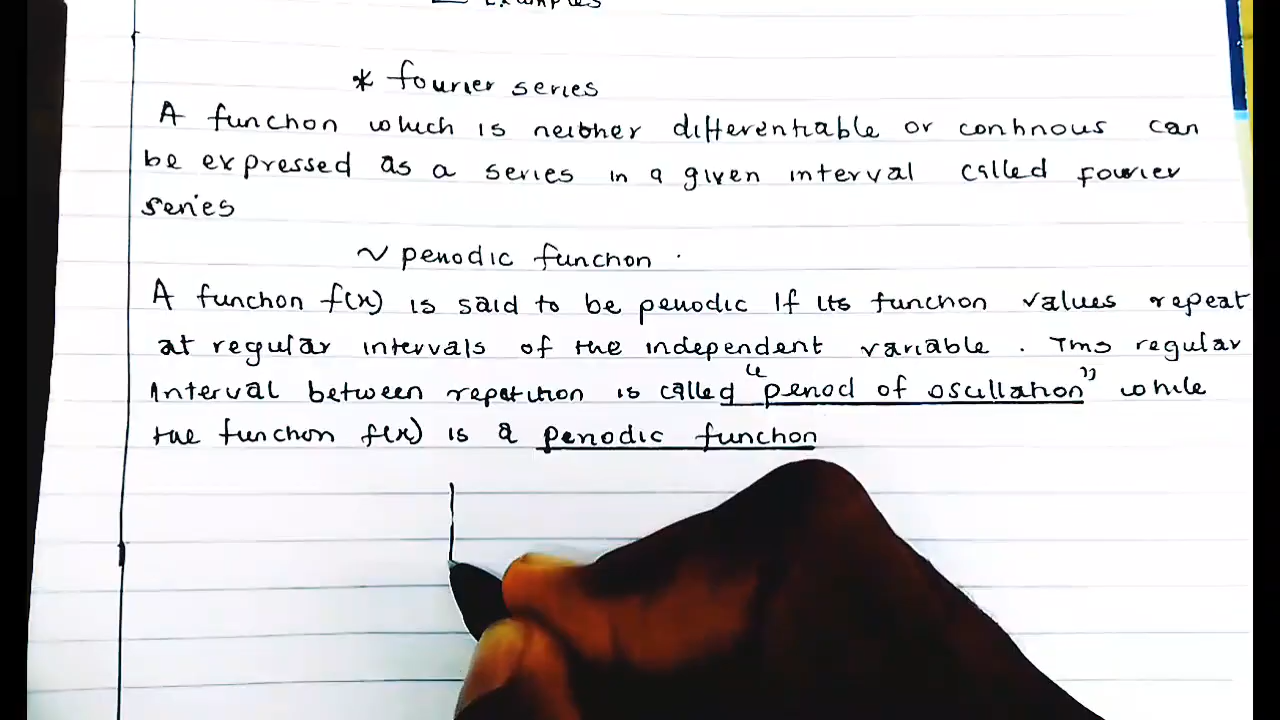 Examples
* fourier series
A function which is neither differentiable or continous can
be expressed as a series in a given interval called fourier
series
~ periodic function.
A function f(x) is said to be periodic if its function values repeat
at regular intervals of the independent variable. This regular
Interval between repetition is called "period of oscillation" while
the function f(x) is a periodic function